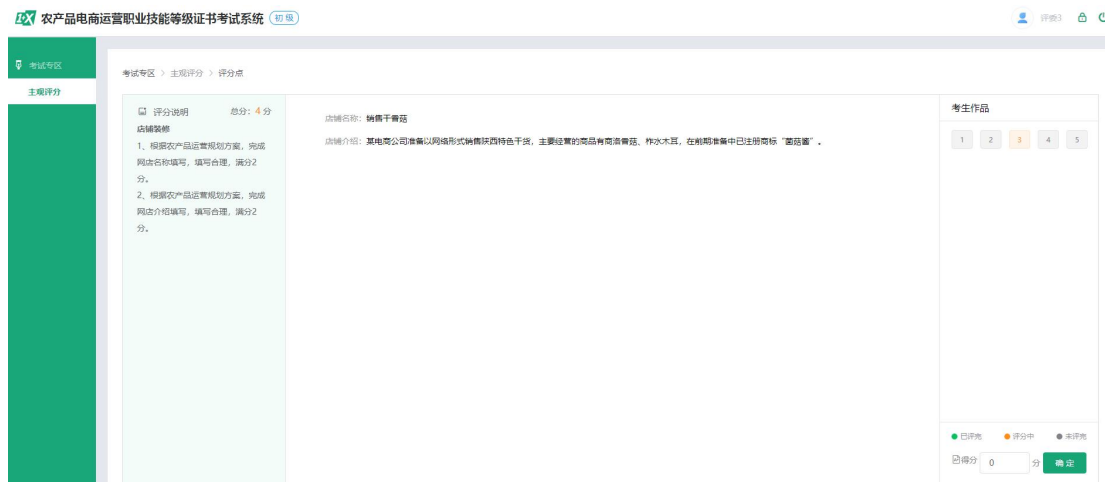 农产品电商运营职业技能等级证书考试系统 初级
评委3
考试专区
主观评分
考试专区 > 主观评分 > 评分点
评分说明 总分：4 分
店铺装修
1、根据农产品运营规划方案，完成
网店名称填写，填写合理，满分2
分。
2、根据农产品运营规划方案，完成
网店介绍填写，填写合理，满分2
分。
店铺名称：销售干香菇
店铺介绍：某电商公司准备以网络形式销售陕西特色干货，主要经营的商品有商洛香菇、柞水木耳，在前期准备中已注册商标“菌菇酱”。
考生作品
1 2 3 4 5
已评完 评分中 未评完
得分 0 分 确定